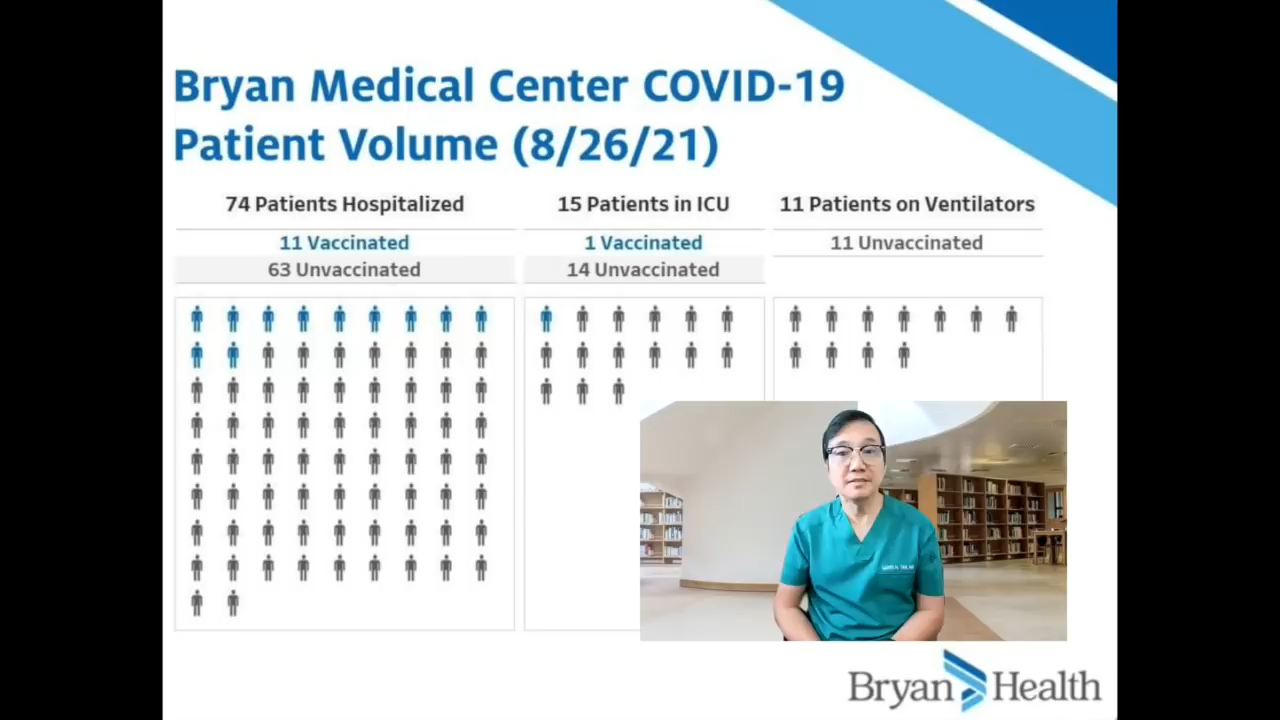 Bryan Medical Center COVID-19
Patient Volume (8/26/21)
74 Patients Hospitalized
11 Vaccinated
63 Unvaccinated
15 Patients in ICU
1 Vaccinated
14 Unvaccinated
11 Patients on Ventilators
11 Unvaccinated
Bryan Health